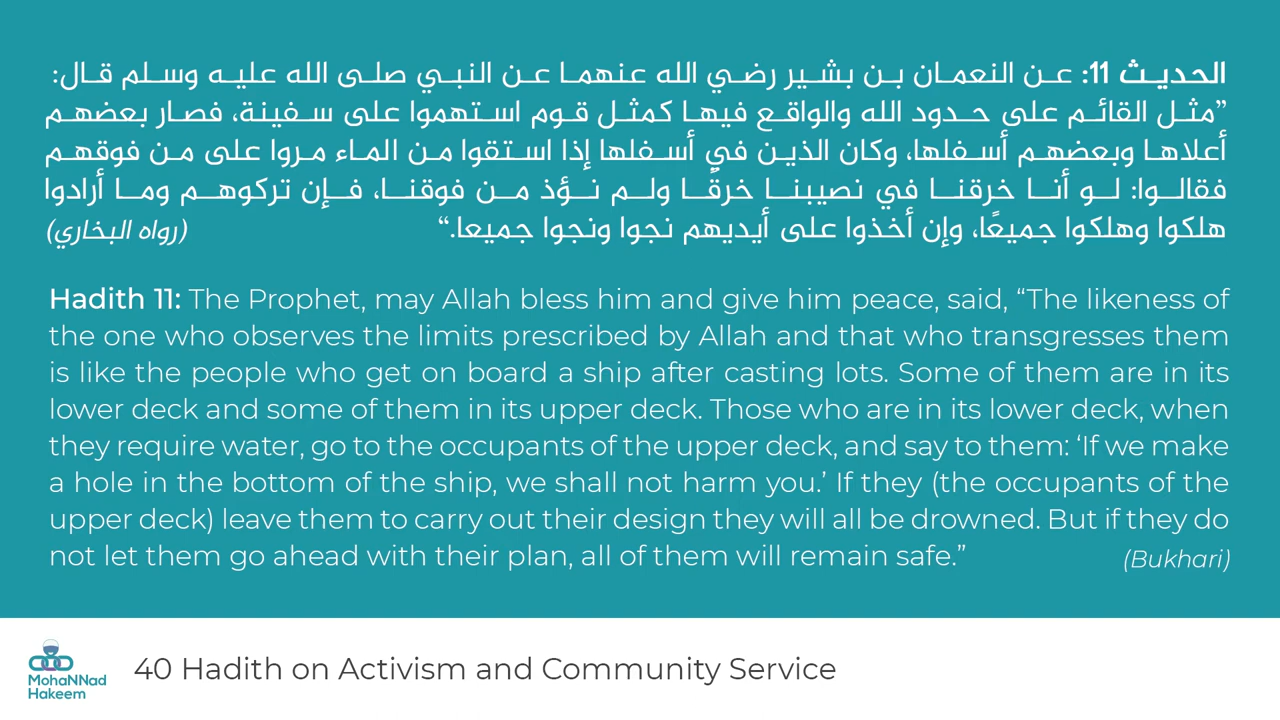 الحديث 11: عن النعمان بن بشير رضي الله عنهما عن النبي صلى الله عليه وسلم قال:
”مثل القائم على حدود الله والواقع فيها كمثل قوم استهموا على سفينة، فصار بعضهم
أعلاها وبعضهم أسفلها، وكان الذين في أسفلها إذا استقوا من الماء مروا على من فوقهم
فقالوا: لو أنا خرقنا في نصيبنا خرقًا ولم نؤذ من فوقنا، فإن تركوهم وما أرادوا
هلكوا وهلكوا جميعًا، وإن أخذوا على أيديهم نجوا ونجوا جميعا.“ (رواه البخاري)
Hadith 11: The Prophet, may Allah bless him and give him peace, said, “The likeness of
the one who observes the limits prescribed by Allah and that who transgresses them
is like the people who get on board a ship after casting lots. Some of them are in its
lower deck and some of them in its upper deck. Those who are in its lower deck, when
they require water, go to the occupants of the upper deck, and say to them: ‘If we make
a hole in the bottom of the ship, we shall not harm you.’ If they (the occupants of the
upper deck) leave them to carry out their design they will all be drowned. But if they do
not let them go ahead with their plan, all of them will remain safe.” (Bukhari)
MohaNNad
Hakeem
40 Hadith on Activism and Community Service